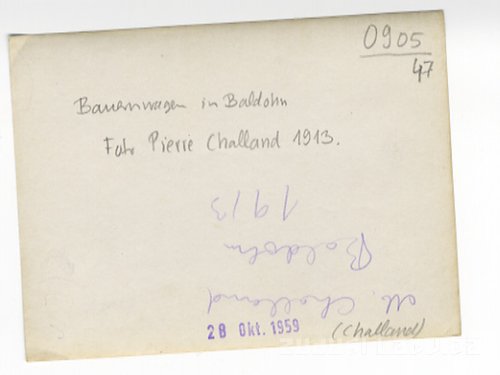 0905
47
Bauernwagen in Baldohn
Foto Pierre Challand 1913.
M. Challand
Baldohn
1913
28 Okt. 1959
(Challand)